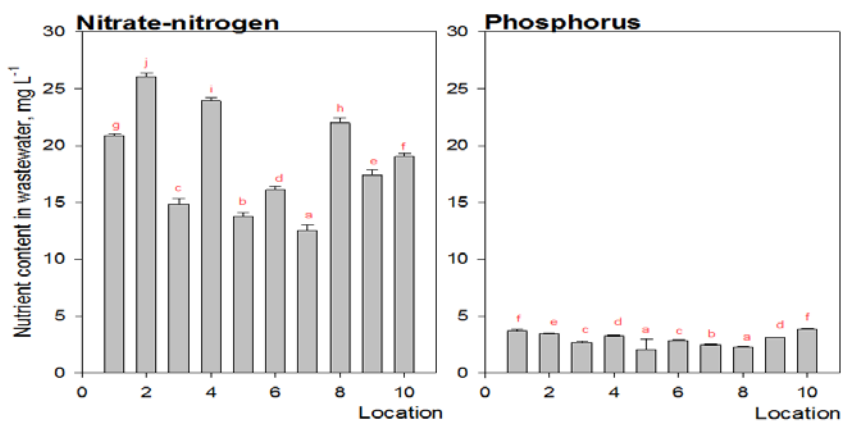 Nitrate-nitrogen
Phosphorus
Nutrient content in wastewater, mg L⁻¹
30
25
20
15
10
5
0
g
j
c
i
b
d
a
h
e
f
0 2 4 6 8 10
Location
30
25
20
15
10
5
0
f
e
c
d
a
c
b
a
d
f
0 2 4 6 8 10
Location